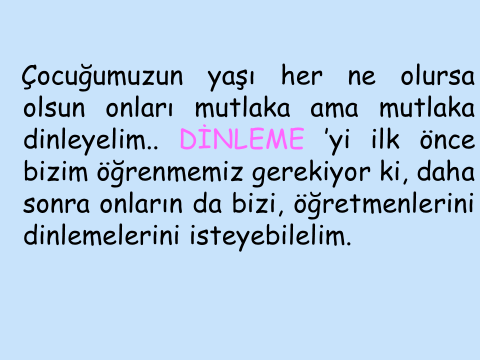 Çocuğumuzun yaşı her ne olursa
olsun onları mutlaka ama mutlaka
dinleyelim.. DİNLEME ’yi ilk önce
bizim öğrenmemiz gerekiyor ki, daha
sonra onların da bizi, öğretmenlerini
dinlemelerini isteyebilelim.